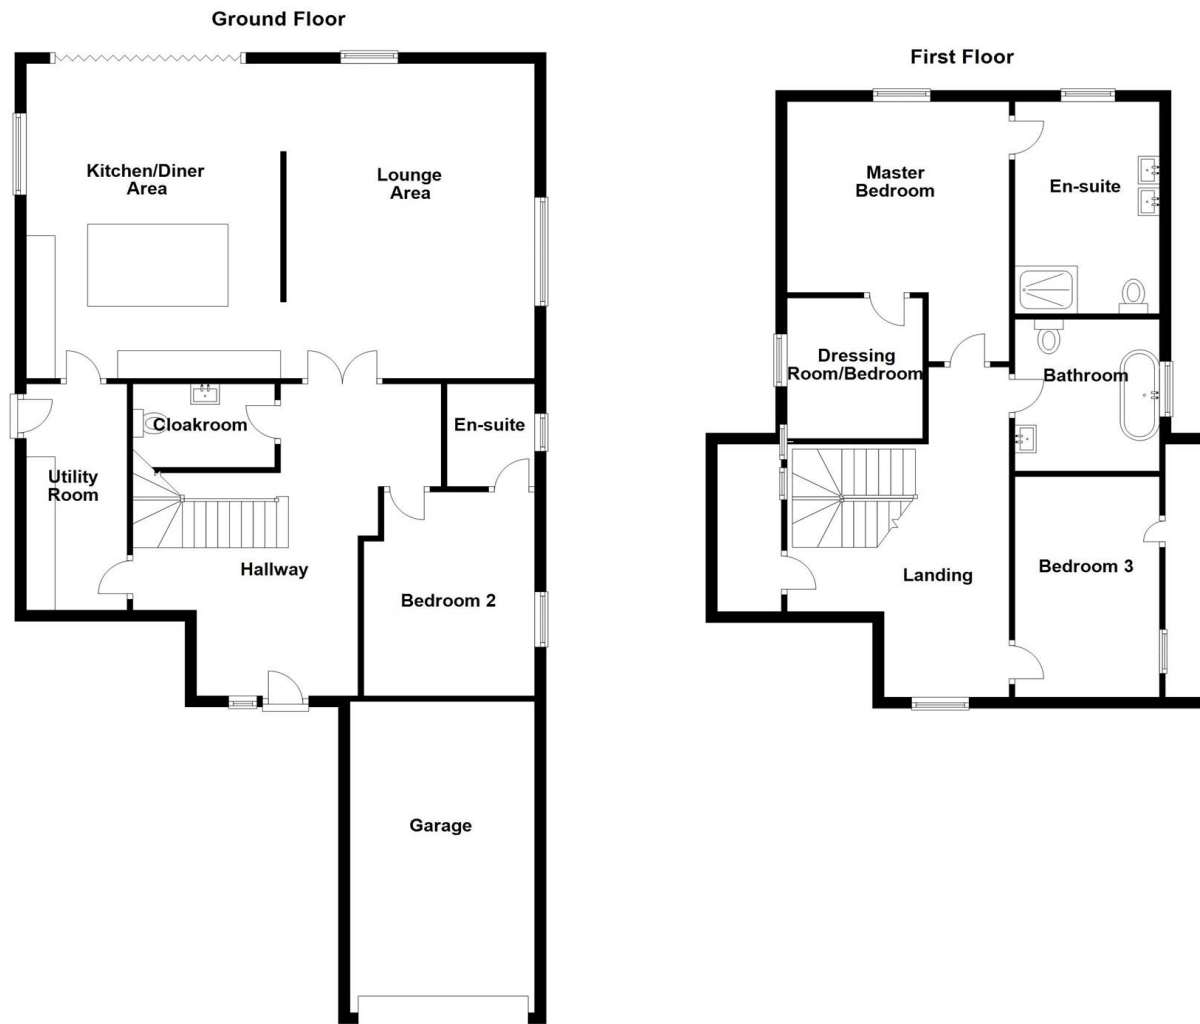 Ground Floor
Kitchen/Diner
Area
Lounge
Area
Cloakroom
En-suite
Utility
Room
Hallway
Bedroom 2
Garage
First Floor
Master
Bedroom
En-suite
Dressing
Room/Bedroom
Bathroom
Landing
Bedroom 3